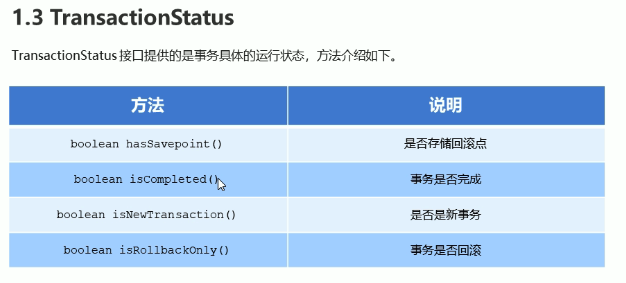 1.3 TransactionStatus
TransactionStatus 接口提供的是事务具体的运行状态，方法介绍如下。
方法 说明
boolean hasSavepoint() 是否存储回滚点
boolean isCompleted() 事务是否完成
boolean isNewTransaction() 是否是新事务
boolean isRollbackOnly() 事务是否回滚